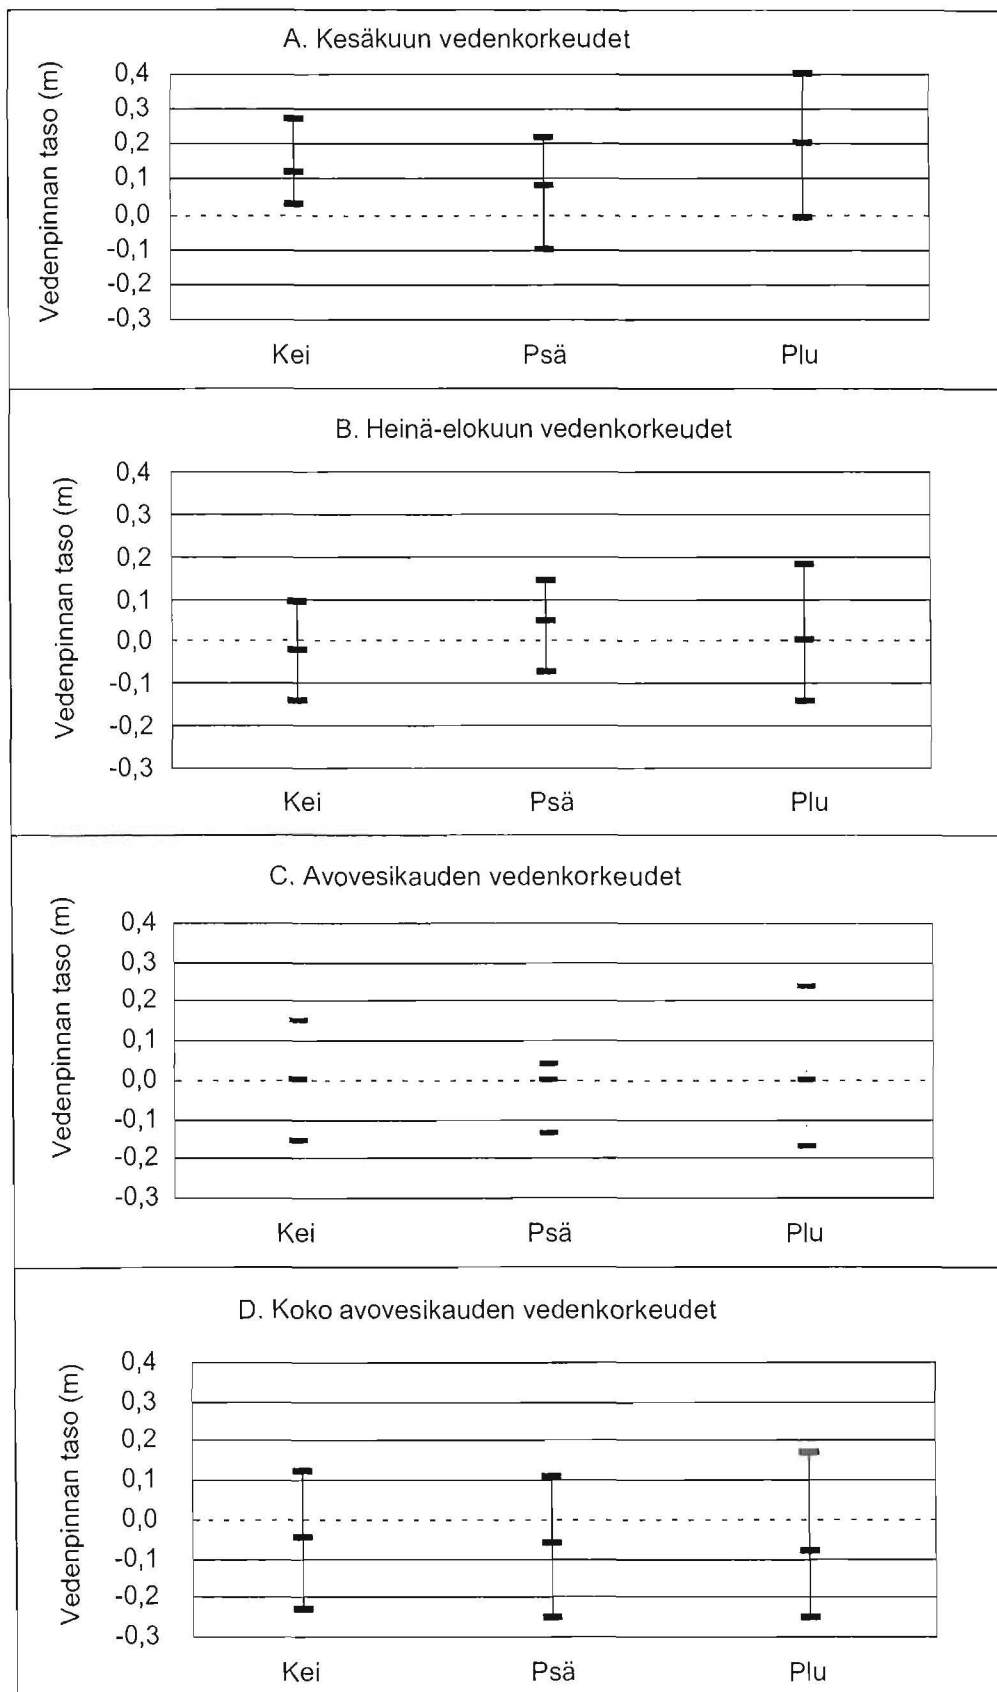 A. Kesäkuun vedenkorkeudet
Vedenpinnan taso (m)
0,4
0,3
0,2
0,1
0,0
-0,1
-0,2
-0,3
Kei Psä Plu
B. Heinä-elokuun vedenkorkeudet
Vedenpinnan taso (m)
0,4
0,3
0,2
0,1
0,0
-0,1
-0,2
-0,3
Kei Psä Plu
C. Avovesikauden vedenkorkeudet
Vedenpinnan taso (m)
0,4
0,3
0,2
0,1
0,0
-0,1
-0,2
-0,3
Kei Psä Plu
D. Koko avovesikauden vedenkorkeudet
Vedenpinnan taso (m)
0,4
0,3
0,2
0,1
0,0
-0,1
-0,2
-0,3
Kei Psä Plu